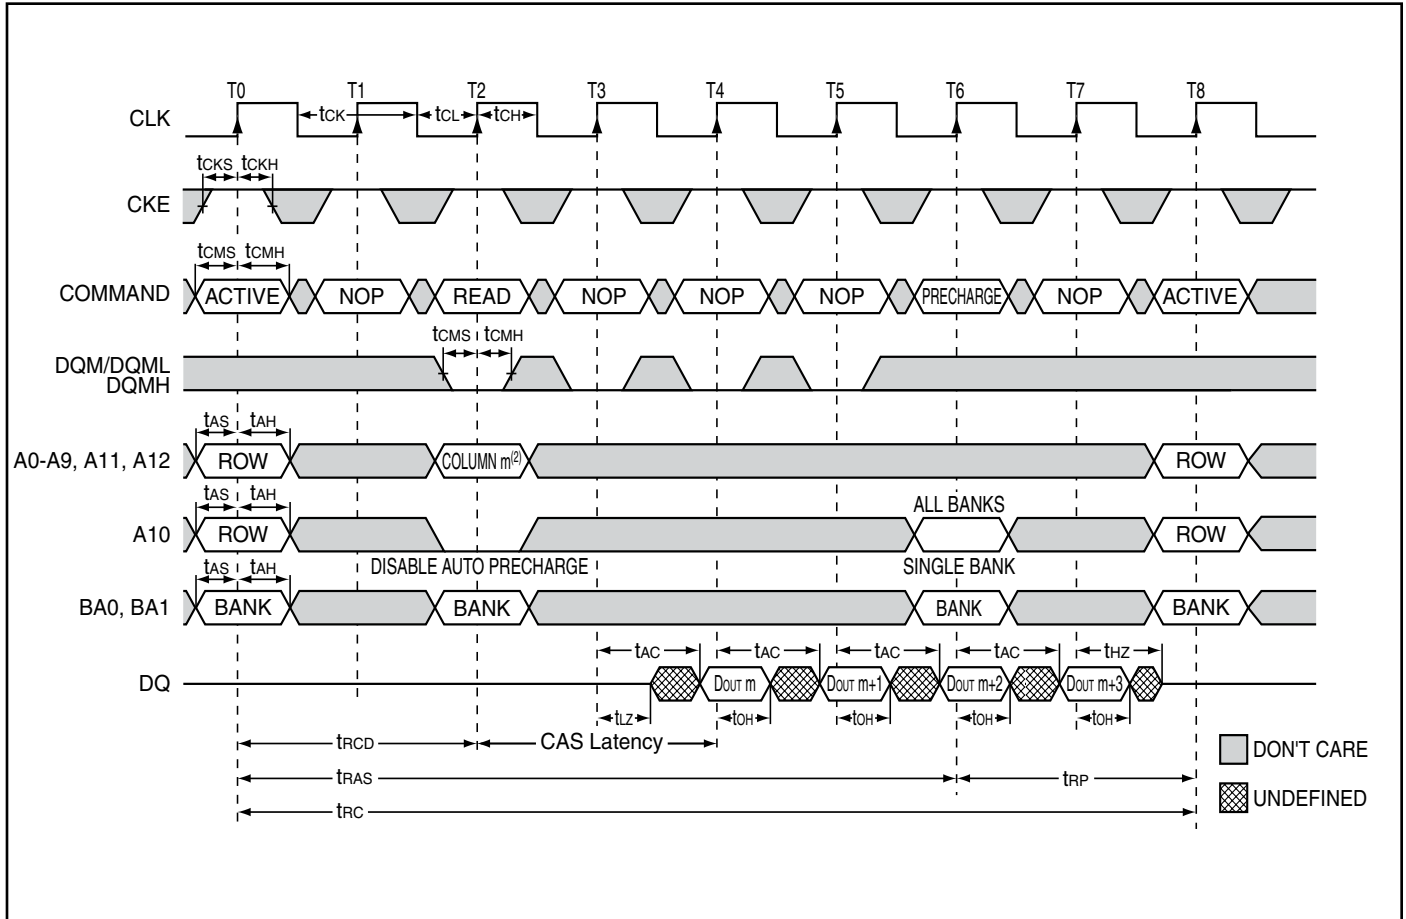 T0 T1 T2 T3 T4 T5 T6 T7 T8
CLK tCK tCL tCH
tCKS tCKH
CKE
tCMS tCMH
COMMAND ACTIVE NOP READ NOP NOP NOP PRECHARGE NOP ACTIVE
tCMS tCMH
DQM/DQML
DQMH
tAS tAH
A0-A9, A11, A12 ROW COLUMN m(2) ROW
tAS tAH ALL BANKS
A10 ROW ROW
DISABLE AUTO PRECHARGE SINGLE BANK
tAS tAH
BA0, BA1 BANK BANK BANK BANK
tAC tAC tAC tAC tHZ
DQ DOUT m DOUT m+1 DOUT m+2 DOUT m+3
tLZ tOH tOH tOH tOH
tRCD CAS Latency
DON'T CARE
tRAS tRP
UNDEFINED
tRC